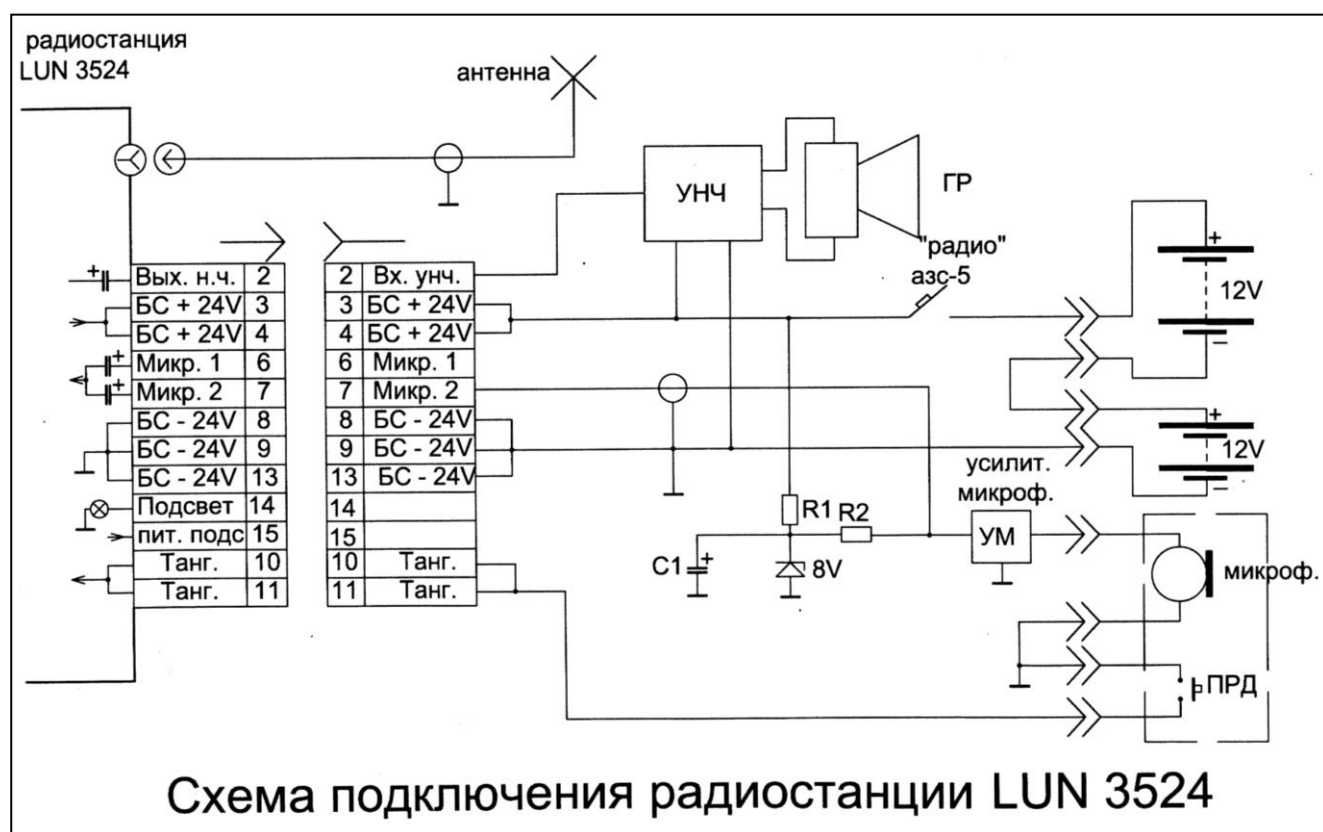 радиостанция
LUN 3524
антенна
УНЧ
ГР
"радио"
азс-5
+
12V
–
+
12V
–
+ Вых. н.ч. 2
БС + 24V 3
БС + 24V 4
+ Микр. 1 6
+ Микр. 2 7
БС - 24V 8
БС - 24V 9
БС - 24V 13
Подсвет 14
пит. подс 15
Танг. 10
Танг. 11
2 Вх. унч.
3 БС + 24V
4 БС + 24V
6 Микр. 1
7 Микр. 2
8 БС - 24V
9 БС - 24V
13 БС - 24V
14
15
10 Танг.
11 Танг.
R1
R2
C1 +
8V
усилит.
микроф.
УМ
микроф.
ПРД
Схема подключения радиостанции LUN 3524